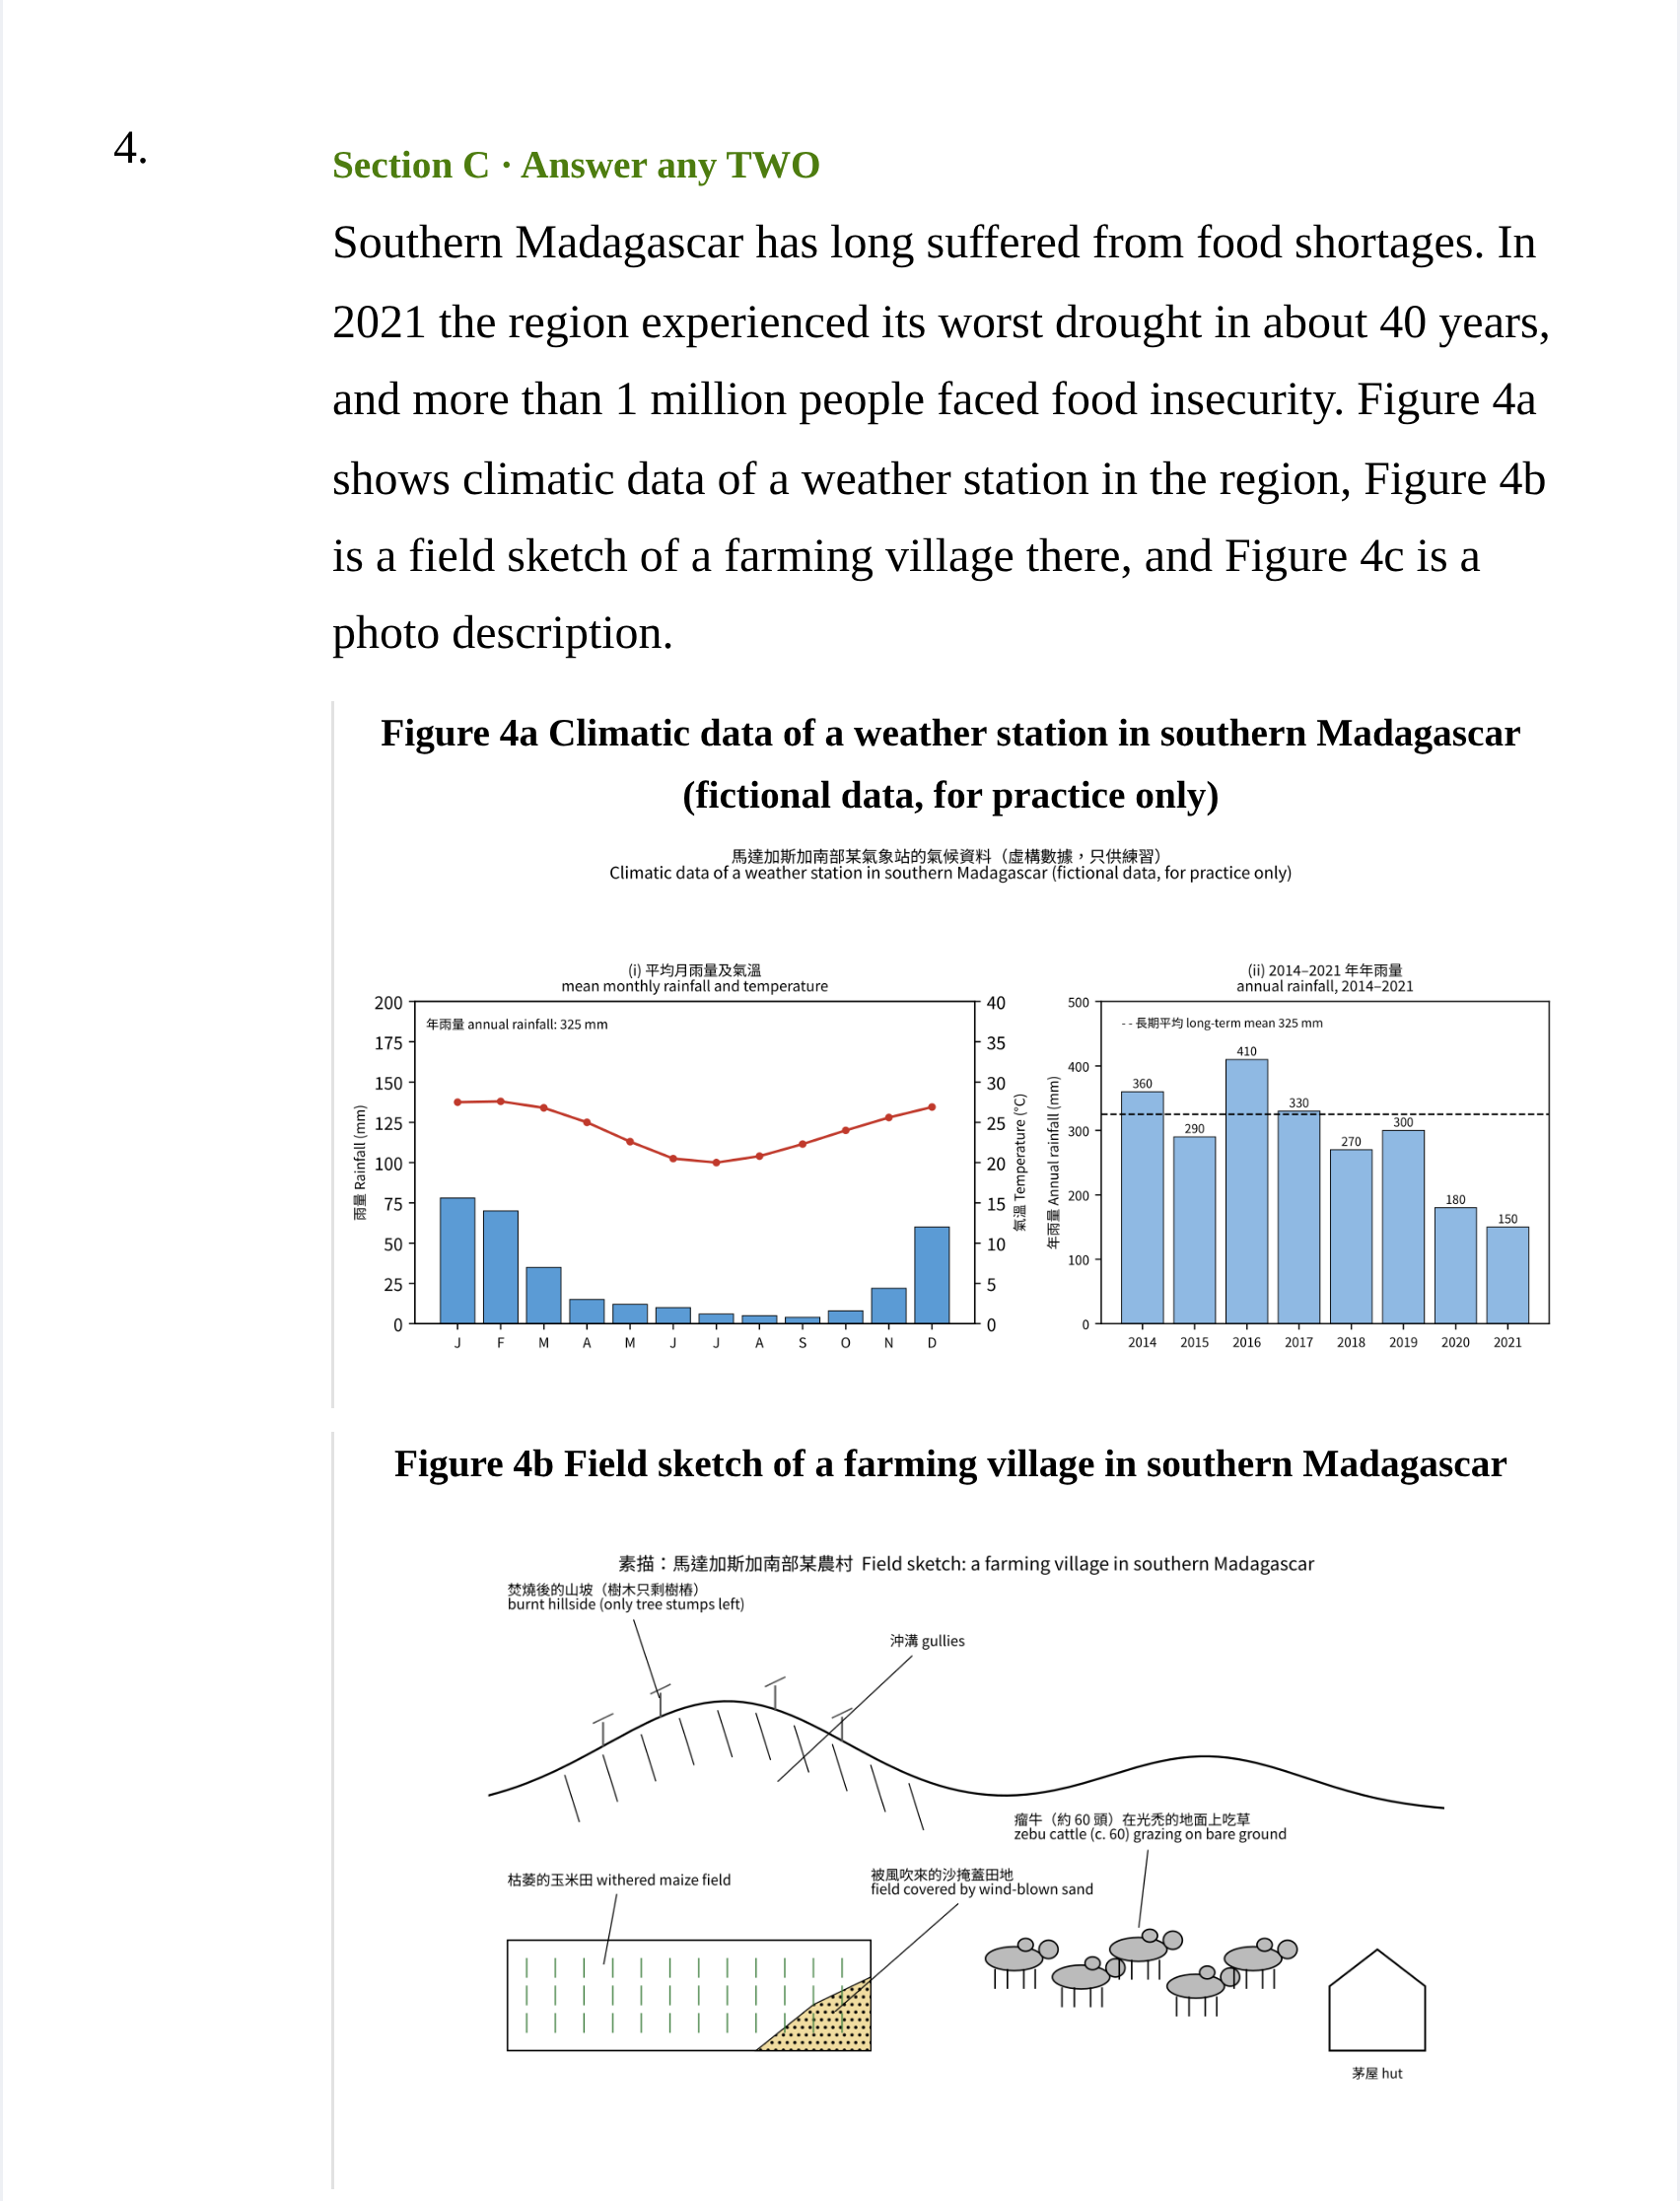 4.
Section C · Answer any TWO
Southern Madagascar has long suffered from food shortages. In
2021 the region experienced its worst drought in about 40 years,
and more than 1 million people faced food insecurity. Figure 4a
shows climatic data of a weather station in the region, Figure 4b
is a field sketch of a farming village there, and Figure 4c is a
photo description.
Figure 4a Climatic data of a weather station in southern Madagascar
(fictional data, for practice only)
馬達加斯加南部某氣象站的氣候資料（虛構數據，只供練習）
Climatic data of a weather station in southern Madagascar (fictional data, for practice only)
(i) 平均月雨量及氣溫
mean monthly rainfall and temperature
年雨量 annual rainfall: 325 mm
雨量 Rainfall (mm)
200
175
150
125
100
75
50
25
0
J F M A M J J A S O N D
40
35
30
25
20
15
10
5
0
氣溫 Temperature (°C)
(ii) 2014–2021 年年雨量
annual rainfall, 2014–2021
- - 長期平均 long-term mean 325 mm
年雨量 Annual rainfall (mm)
500
400
300
200
100
0
360
290
410
330
270
300
180
150
2014 2015 2016 2017 2018 2019 2020 2021
Figure 4b Field sketch of a farming village in southern Madagascar
素描：馬達加斯加南部某農村 Field sketch: a farming village in southern Madagascar
焚燒後的山坡（樹木只剩樹樁）
burnt hillside (only tree stumps left)
沖溝 gullies
瘤牛（約 60 頭）在光禿的地面上吃草
zebu cattle (c. 60) grazing on bare ground
枯萎的玉米田 withered maize field
被風吹來的沙掩蓋田地
field covered by wind-blown sand
茅屋 hut